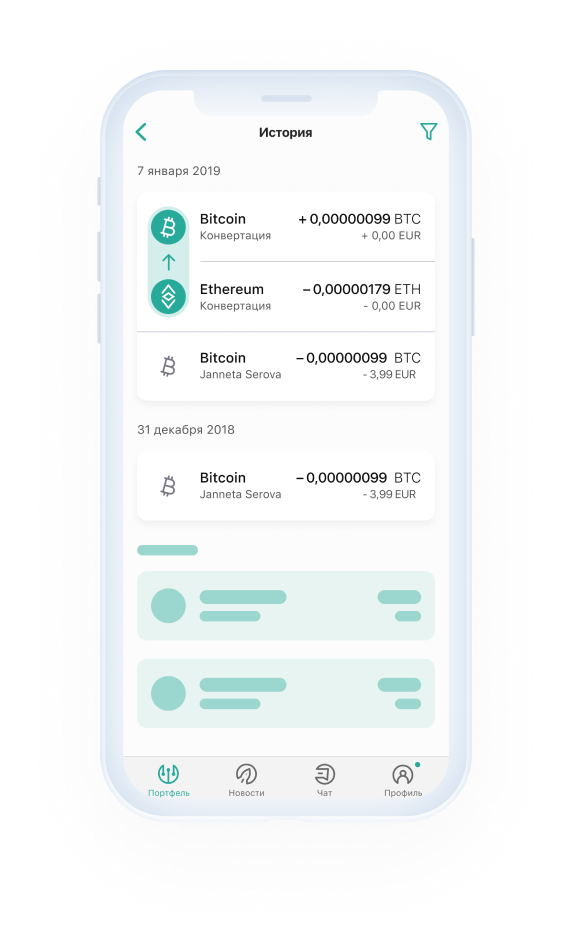 История
7 января 2019
Bitcoin + 0,00000099 BTC
Конвертация + 0,00 EUR
Ethereum – 0,00000179 ETH
Конвертация - 0,00 EUR
Bitcoin – 0,00000099 BTC
Janneta Serova - 3,99 EUR
31 декабря 2018
Bitcoin – 0,00000099 BTC
Janneta Serova - 3,99 EUR
Портфель Новости Чат Профиль